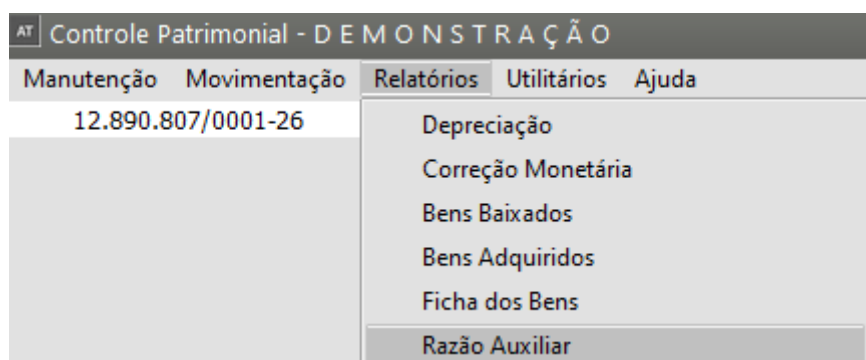 AT Controle Patrimonial - D E M O N S T R A Ç Ã O
Manutenção Movimentação Relatórios Utilitários Ajuda
12.890.807/0001-26
Depreciação
Correção Monetária
Bens Baixados
Bens Adquiridos
Ficha dos Bens
Razão Auxiliar